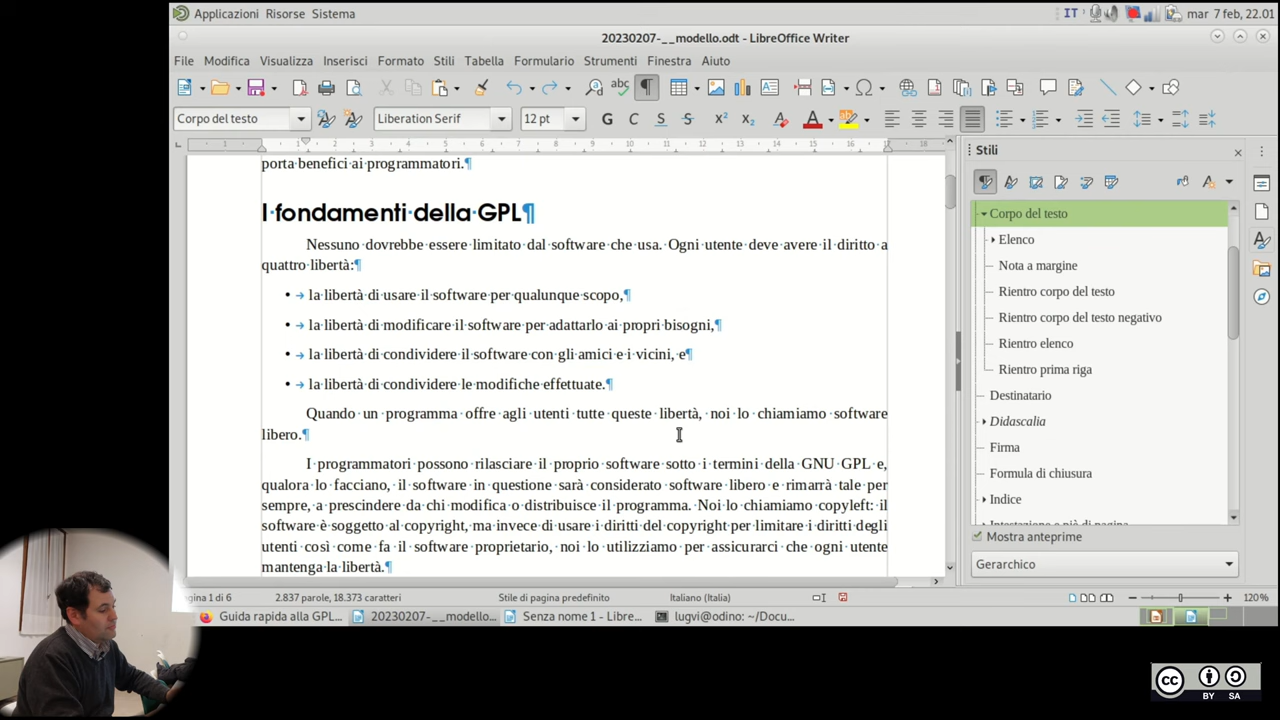 Applicazioni Risorse Sistema
IT
mar 7 feb, 22.01
20230207-__modello.odt - LibreOffice Writer
File Modifica Visualizza Inserisci Formato Stili Tabella Formulario Strumenti Finestra Aiuto
Corpo del testo
Liberation Serif
12 pt
G C S S
porta benefici ai programmatori.¶
I fondamenti della GPL¶
Nessuno dovrebbe essere limitato dal software che usa. Ogni utente deve avere il diritto a
quattro libertà:¶
• → la libertà di usare il software per qualunque scopo,¶
• → la libertà di modificare il software per adattarlo ai propri bisogni,¶
• → la libertà di condividere il software con gli amici e i vicini, e¶
• → la libertà di condividere le modifiche effettuate.¶
Quando un programma offre agli utenti tutte queste libertà, noi lo chiamiamo software
libero.¶
I programmatori possono rilasciare il proprio software sotto i termini della GNU GPL e,
qualora lo facciano, il software in questione sarà considerato software libero e rimarrà tale per
sempre, a prescindere da chi modifica o distribuisce il programma. Noi lo chiamiamo copyleft: il
software è soggetto al copyright, ma invece di usare i diritti del copyright per limitare i diritti degli
utenti così come fa il software proprietario, noi lo utilizziamo per assicurarci che ogni utente
mantenga la libertà.¶
Stili
Corpo del testo
Elenco
Nota a margine
Rientro corpo del testo
Rientro corpo del testo negativo
Rientro elenco
Rientro prima riga
Destinatario
Didascalia
Firma
Formula di chiusura
Indice
Intestazione e piè di pagina
Mostra anteprime
Gerarchico
agina 1 di 6
2.837 parole, 18.373 caratteri
Stile di pagina predefinito
Italiano (Italia)
120%
Guida rapida alla GPL...
20230207-__modello...
Senza nome 1 - Libre...
lugvi@odino: ~/Docu...
cc
BY SA